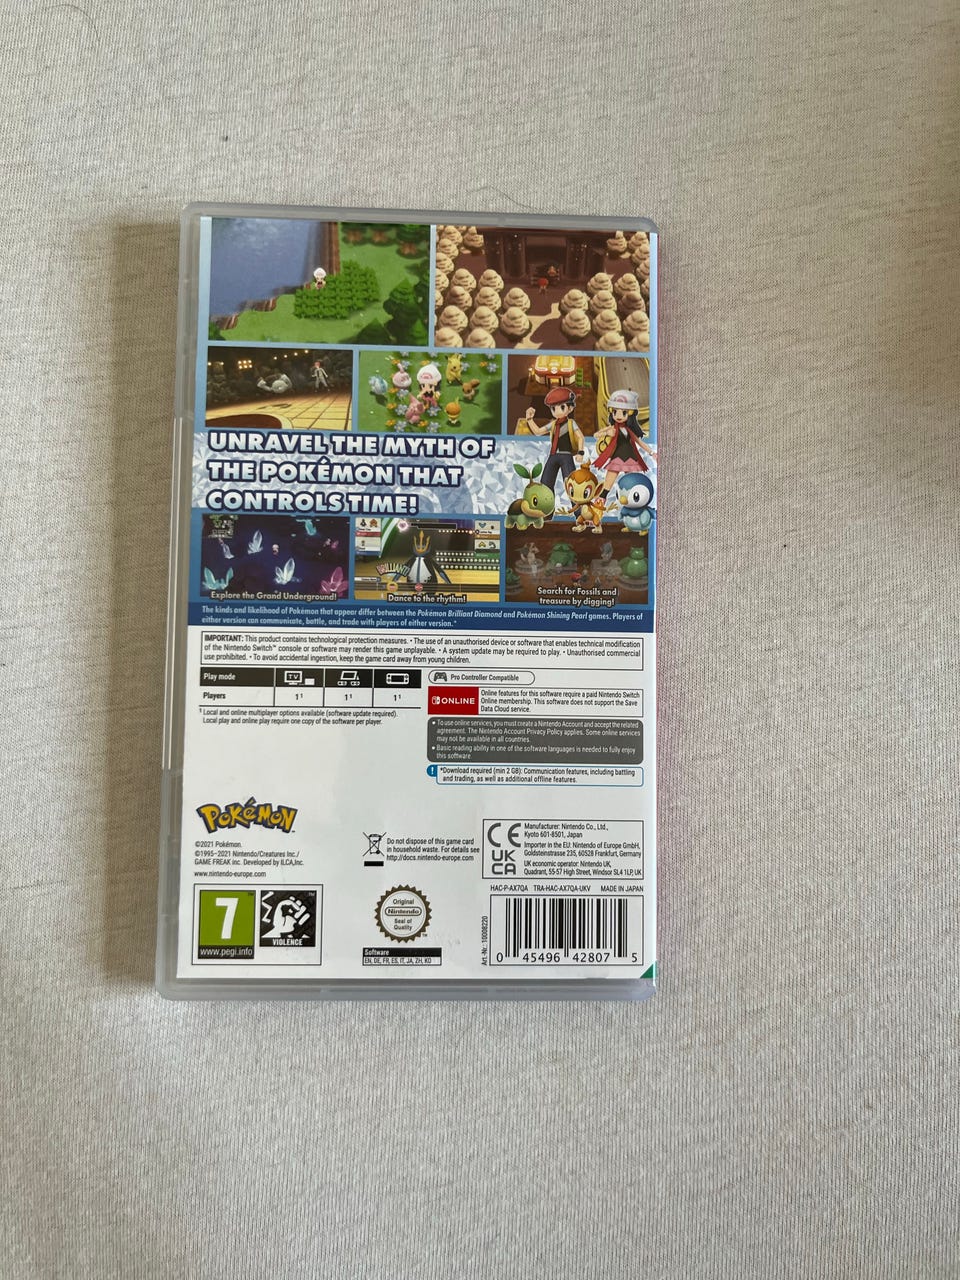 UNRAVEL THE MYTH OF
THE POKÉMON THAT
CONTROLS TIME!
Explore the Grand Underground!
BRILLIANT
Dance to the rhythm!
Search for Fossils and
treasure by digging!
The kinds and likelihood of Pokémon that appear differ between the Pokémon Brilliant Diamond and Pokémon Shining Pearl games. Players of
either version can communicate, battle, and trade with players of either version.*
IMPORTANT: This product contains technological protection measures. • The use of an unauthorised device or software that enables technical modification
of the Nintendo Switch™ console or software may render this game unplayable. • A system update may be required to play. • Unauthorised commercial
use prohibited. • To avoid accidental ingestion, keep the game card away from young children.
Play mode
TV
Players
1¹
1¹
1¹
¹ Local and online multiplayer options available (software update required).
Local play and online play require one copy of the software per player.
Pro Controller Compatible
ONLINE
Online features for this software require a paid Nintendo Switch
Online membership. This software does not support the Save
Data Cloud service.
• To use online services, you must create a Nintendo Account and accept the related
agreement. The Nintendo Account Privacy Policy applies. Some online services
may not be available in all countries.
• Basic reading ability in one of the software languages is needed to fully enjoy
this software.
! *Download required (min 2 GB): Communication features, including battling
and trading, as well as additional offline features.
POKéMON
©2021 Pokémon.
©1995–2021 Nintendo/Creatures Inc./
GAME FREAK inc. Developed by ILCA,Inc.
www.nintendo-europe.com
Do not dispose of this game card
in household waste. For details see
http://docs.nintendo-europe.com
CE
UK
CA
Manufacturer: Nintendo Co., Ltd.,
Kyoto 601-8501, Japan
Importer in the EU: Nintendo of Europe GmbH,
Goldsteinstrasse 235, 60528 Frankfurt, Germany
UK economic operator: Nintendo UK,
Quadrant, 55-57 High Street, Windsor SL4 1LP, UK
HAC-P-AX7QA TRA-HAC-AX7QA-UKV MADE IN JAPAN
7
www.pegi.info
VIOLENCE
™
Original
Nintendo
Seal of
Quality
™
Software
EN, DE, FR, ES, IT, JA, ZH, KO
Art.-Nr.: 10008220
0 45496 42807 5